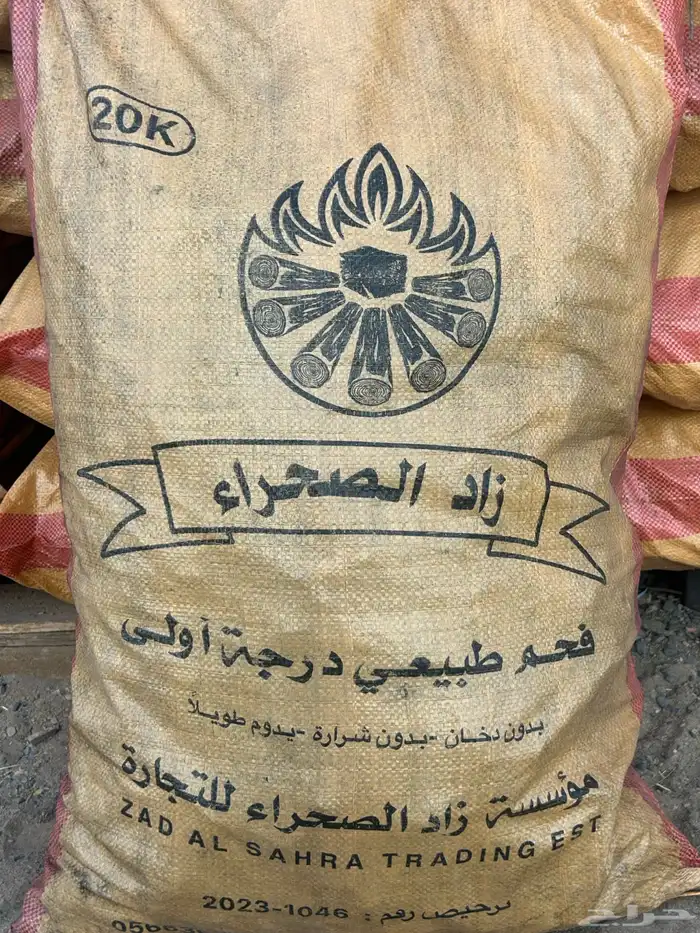 20K
زاد الصحراء
فحم طبيعي درجة أولى
بدون دخان - بدون شرارة - يدوم طويلاً
مؤسسة زاد الصحراء للتجارة
ZAD AL SAHRA TRADING EST
ترخيص رقم : 1046-2023
حراج